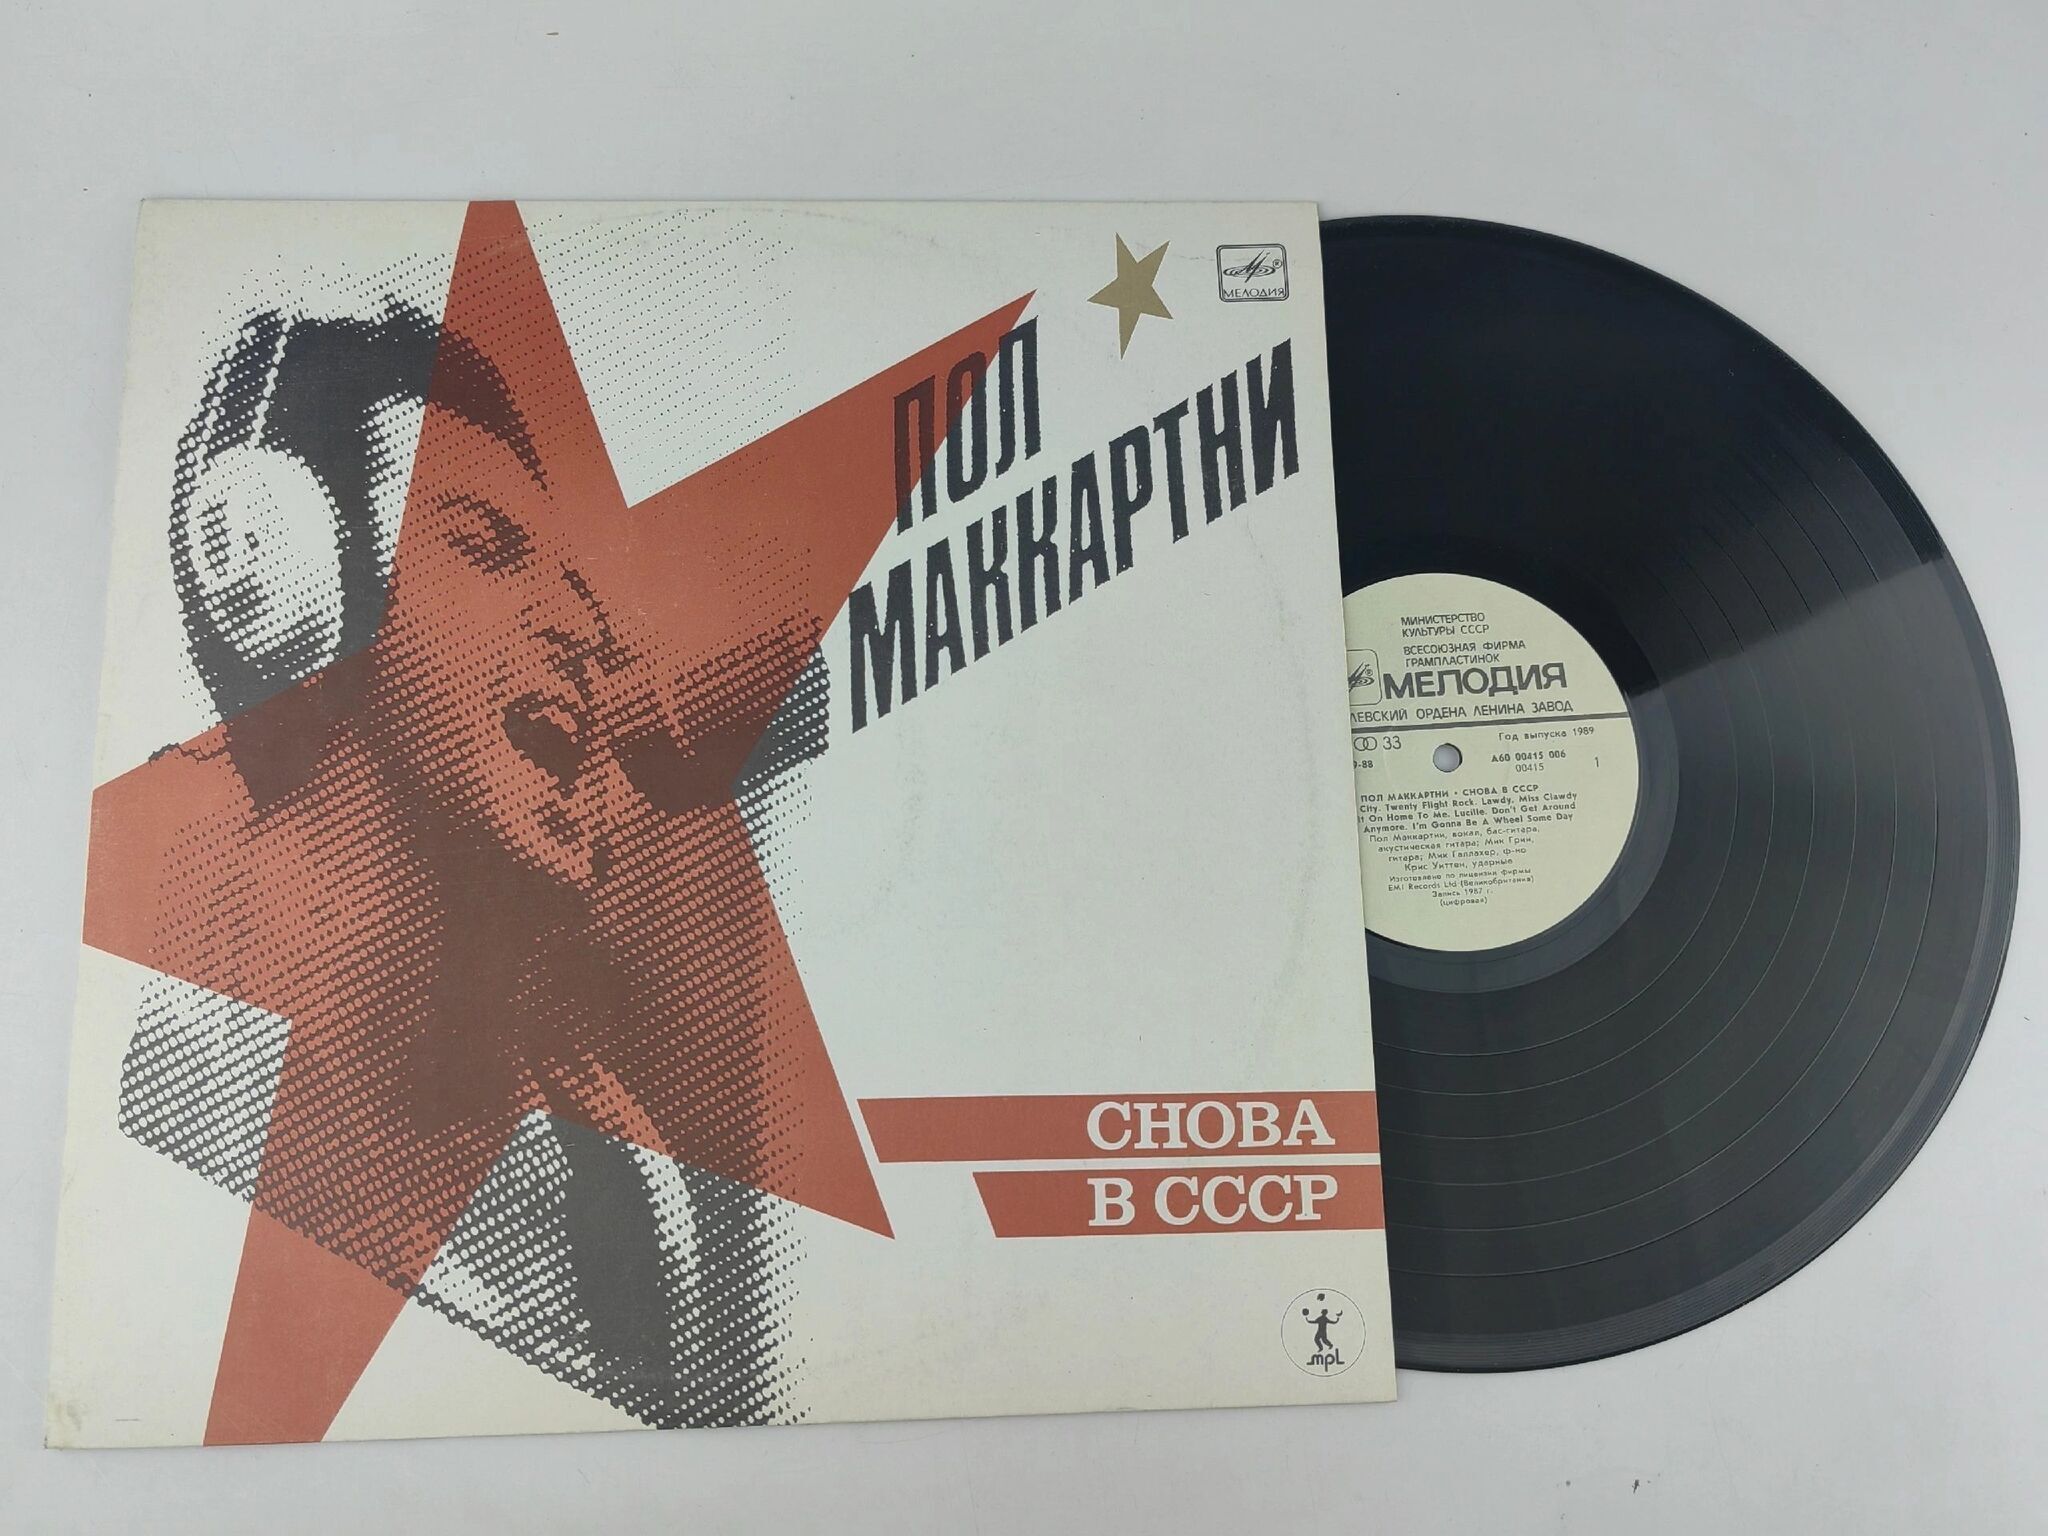 МЕЛОДИЯ
ПОЛ
МАККАРТНИ
СНОВА
В СССР
mpl
МИНИСТЕРСТВО
КУЛЬТУРЫ СССР
ВСЕСОЮЗНАЯ ФИРМА
ГРАМПЛАСТИНОК
МЕЛОДИЯ
ЛЕВСКИЙ ОРДЕНА ЛЕНИНА ЗАВОД
33
Год выпуска 1989
9-88
А60 00415 006
00415
1
ПОЛ МАККАРТНИ • СНОВА В СССР
City. Twenty Flight Rock. Lawdy, Miss Clawdy
It On Home To Me. Lucille. Don't Get Around
Anymore. I'm Gonna Be A Wheel Some Day
Пол Маккартни, вокал, бас-гитара,
акустическая гитара; Мик Грин,
гитара; Мик Галлахер, ф-но
Крис Уиттен, ударные
Изготовлено по лицензии фирмы
EMI Records Ltd (Великобритания)
Запись 1987 г.
(цифровая)